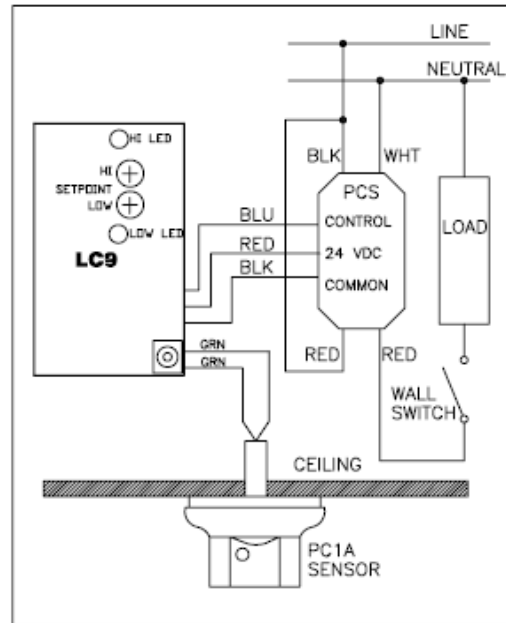 LINE
NEUTRAL
HI LED
HI
SETPOINT
LOW
LOW LED
LC9
BLK
WHT
PCS
BLU
CONTROL
RED
24 VDC
BLK
COMMON
LOAD
GRN
GRN
RED
RED
WALL
SWITCH
CEILING
PC1A
SENSOR